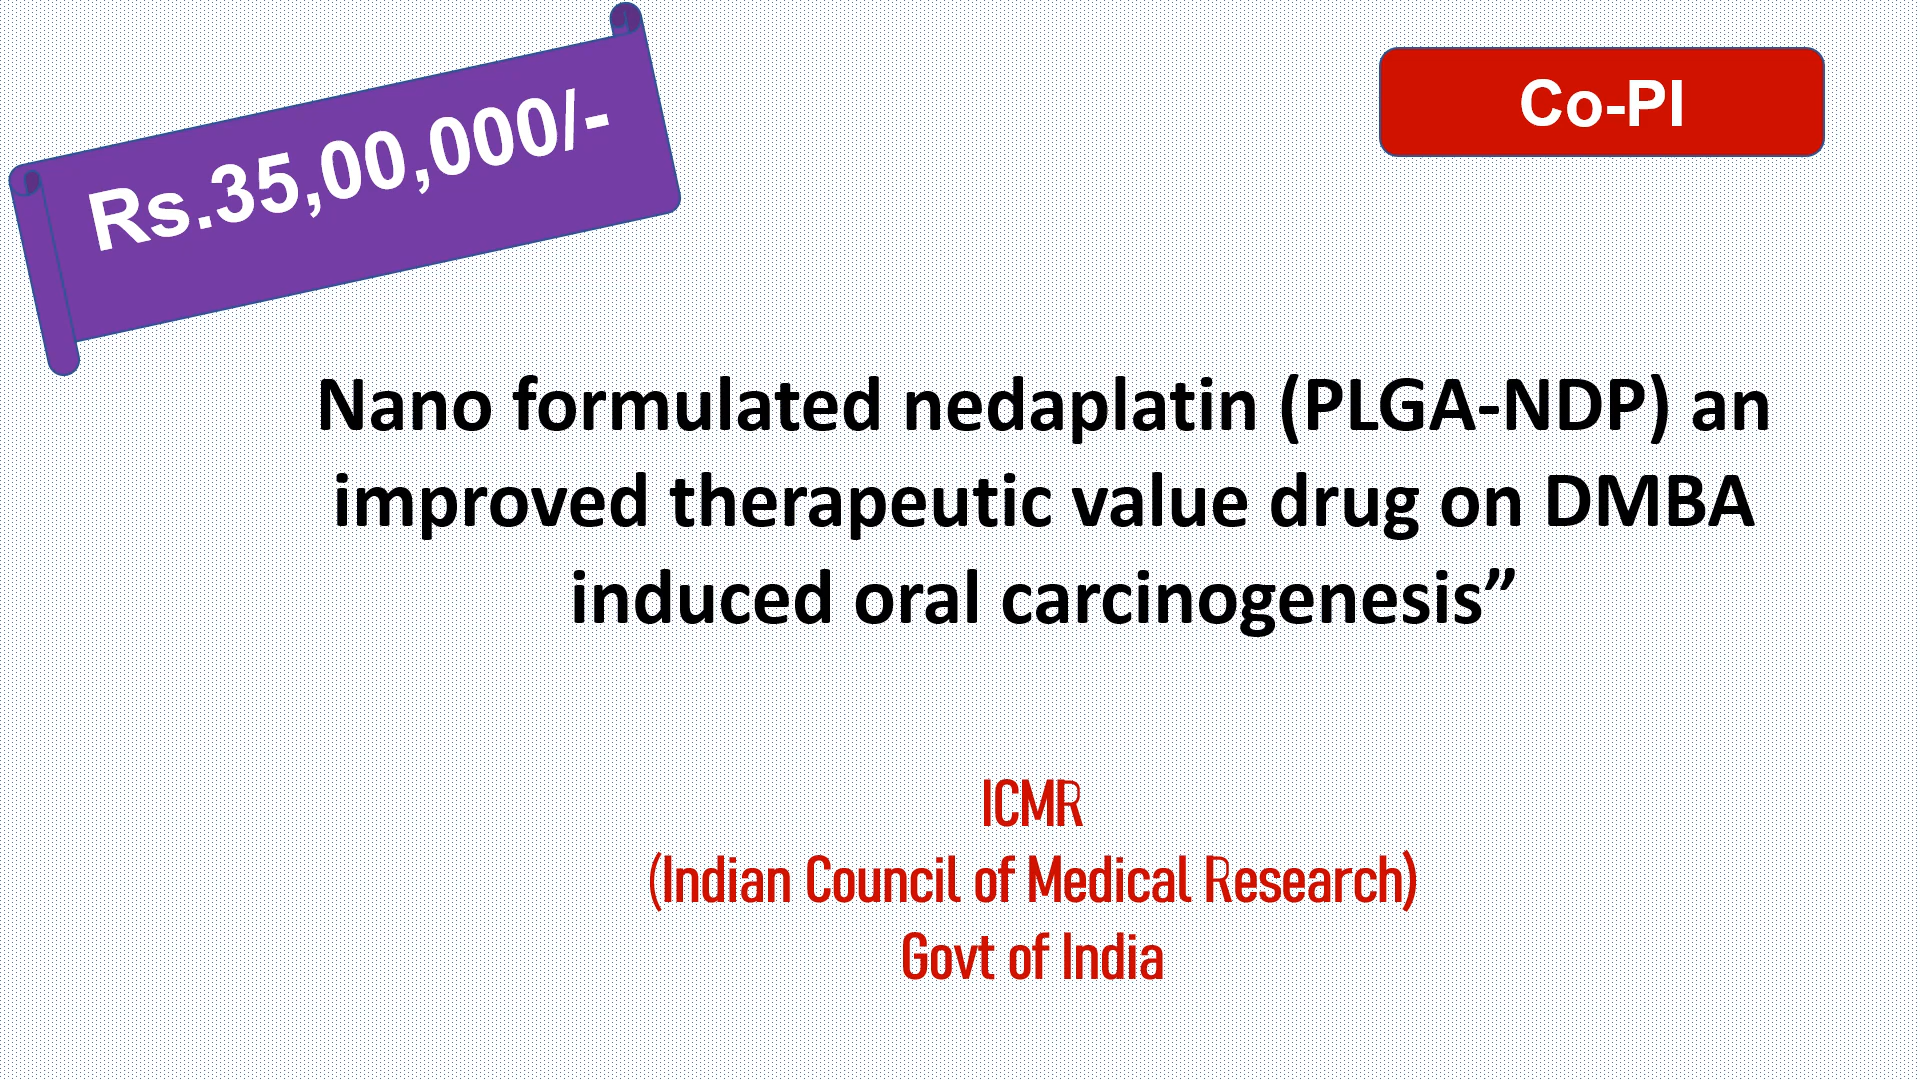 Rs.35,00,000/-
Co-PI
Nano formulated nedaplatin (PLGA-NDP) an
improved therapeutic value drug on DMBA
induced oral carcinogenesis”
ICMR
(Indian Council of Medical Research)
Govt of India